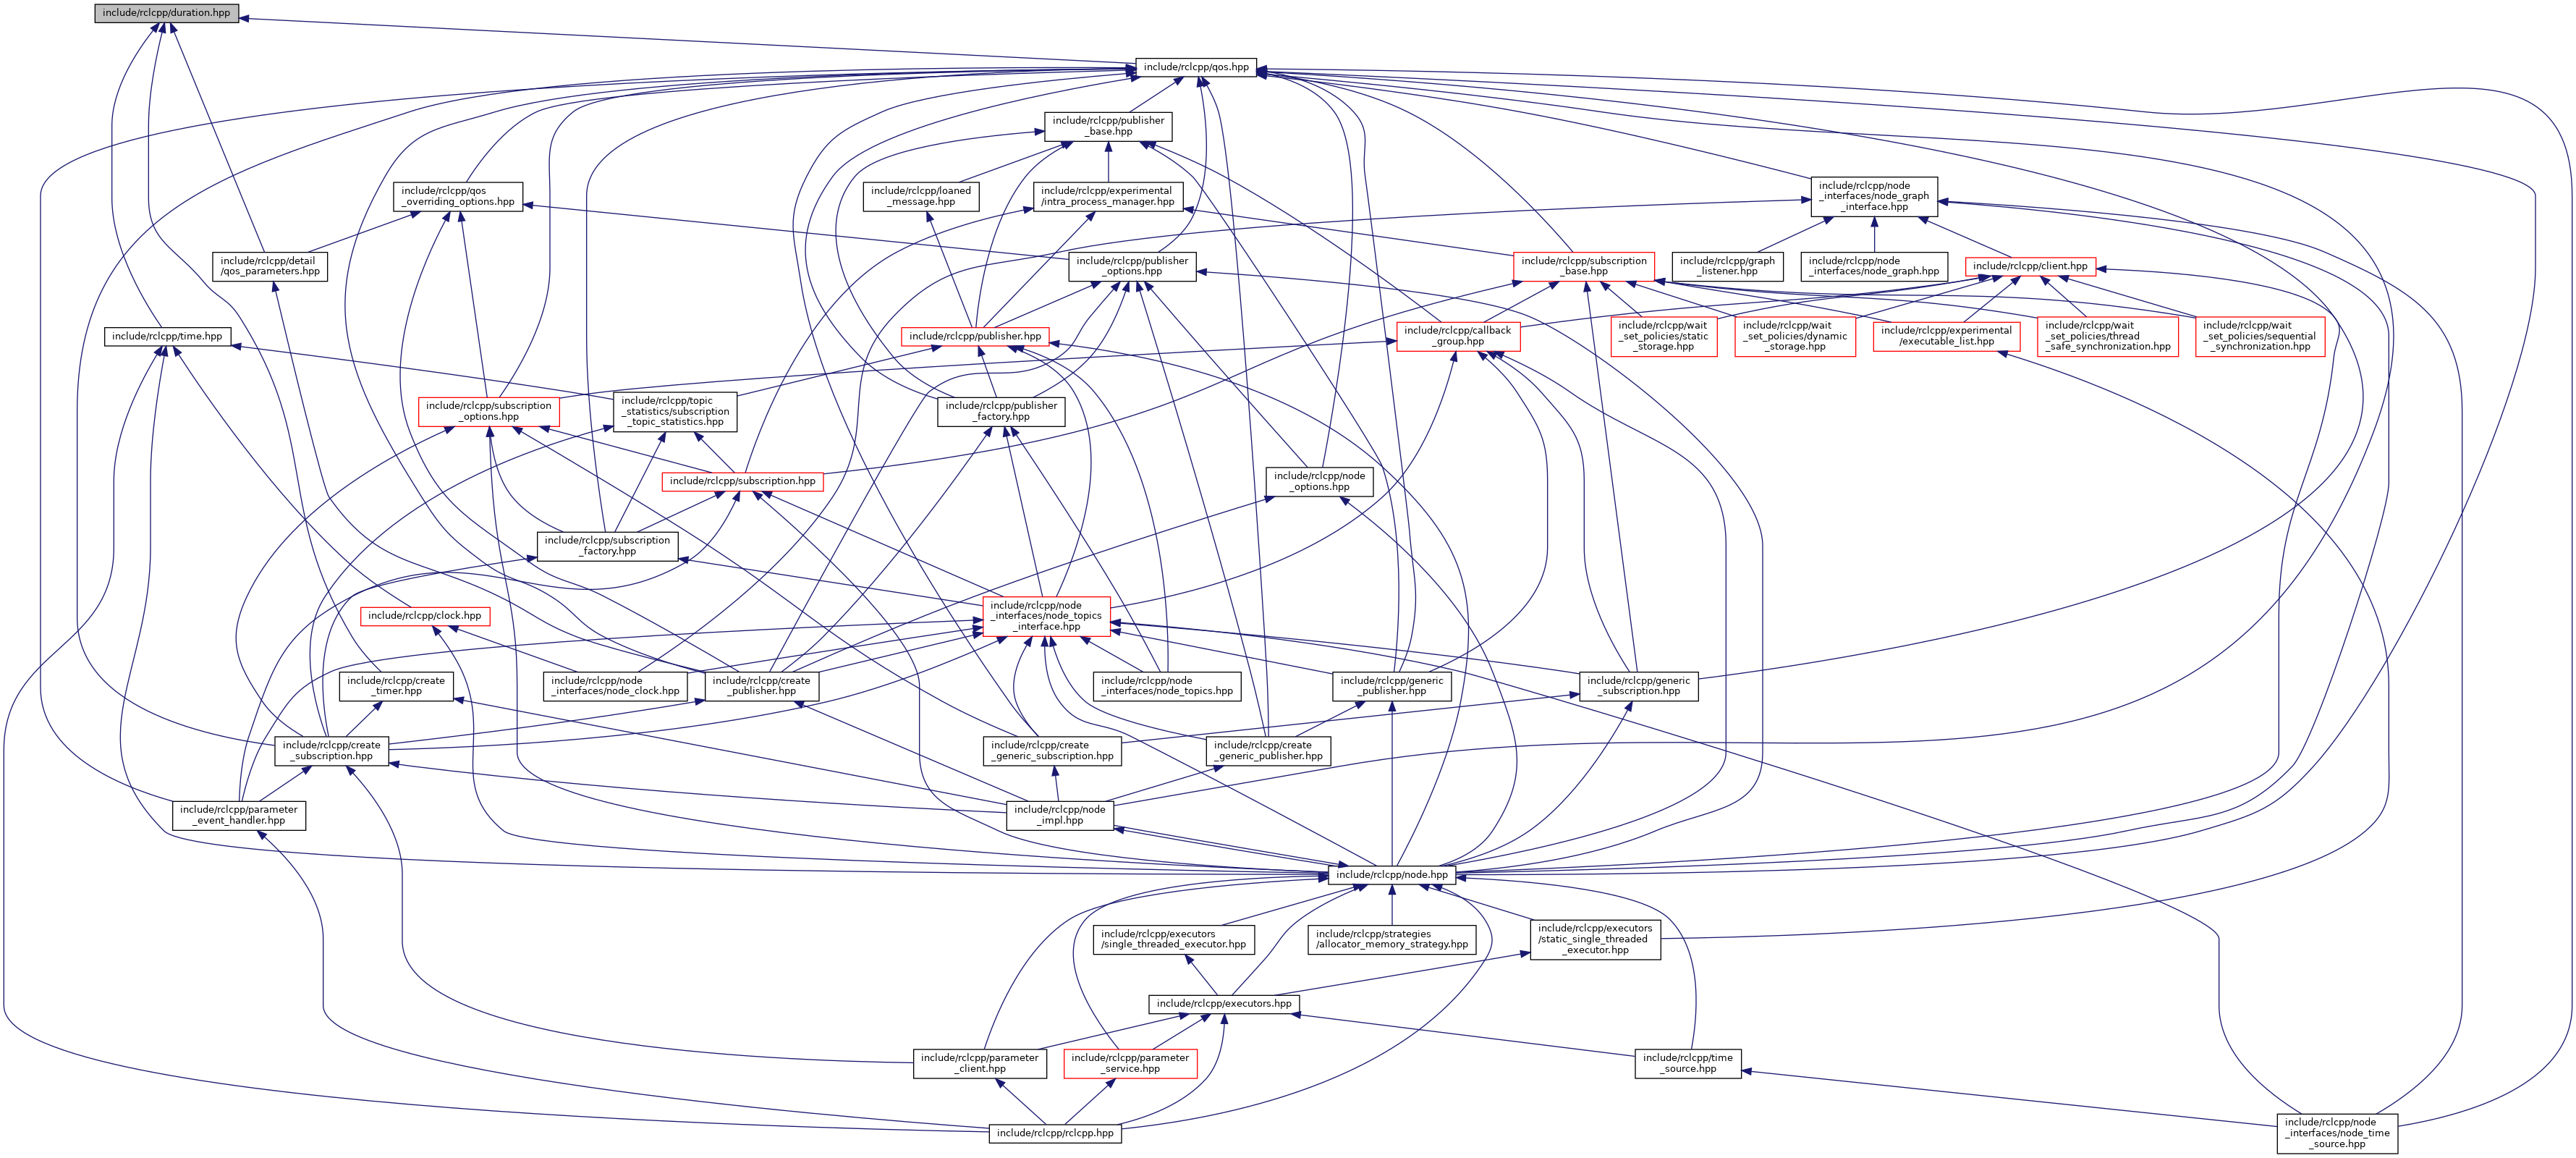 include/rclcpp/duration.hpp
include/rclcpp/qos.hpp
include/rclcpp/publisher
_base.hpp
include/rclcpp/qos
_overriding_options.hpp
include/rclcpp/loaned
_message.hpp
include/rclcpp/experimental
/intra_process_manager.hpp
include/rclcpp/node
_interfaces/node_graph
_interface.hpp
include/rclcpp/detail
/qos_parameters.hpp
include/rclcpp/publisher
_options.hpp
include/rclcpp/subscription
_base.hpp
include/rclcpp/graph
_listener.hpp
include/rclcpp/node
_interfaces/node_graph.hpp
include/rclcpp/client.hpp
include/rclcpp/time.hpp
include/rclcpp/publisher.hpp
include/rclcpp/callback
_group.hpp
include/rclcpp/wait
_set_policies/static
_storage.hpp
include/rclcpp/wait
_set_policies/dynamic
_storage.hpp
include/rclcpp/experimental
/executable_list.hpp
include/rclcpp/wait
_set_policies/thread
_safe_synchronization.hpp
include/rclcpp/wait
_set_policies/sequential
_synchronization.hpp
include/rclcpp/subscription
_options.hpp
include/rclcpp/topic
_statistics/subscription
_topic_statistics.hpp
include/rclcpp/publisher
_factory.hpp
include/rclcpp/subscription.hpp
include/rclcpp/node
_options.hpp
include/rclcpp/subscription
_factory.hpp
include/rclcpp/clock.hpp
include/rclcpp/node
_interfaces/node_topics
_interface.hpp
include/rclcpp/create
_timer.hpp
include/rclcpp/node
_interfaces/node_clock.hpp
include/rclcpp/create
_publisher.hpp
include/rclcpp/node
_interfaces/node_topics.hpp
include/rclcpp/generic
_publisher.hpp
include/rclcpp/generic
_subscription.hpp
include/rclcpp/create
_subscription.hpp
include/rclcpp/create
_generic_subscription.hpp
include/rclcpp/create
_generic_publisher.hpp
include/rclcpp/parameter
_event_handler.hpp
include/rclcpp/node
_impl.hpp
include/rclcpp/node.hpp
include/rclcpp/executors
/single_threaded_executor.hpp
include/rclcpp/strategies
/allocator_memory_strategy.hpp
include/rclcpp/executors
/static_single_threaded
_executor.hpp
include/rclcpp/executors.hpp
include/rclcpp/parameter
_client.hpp
include/rclcpp/parameter
_service.hpp
include/rclcpp/time
_source.hpp
include/rclcpp/rclcpp.hpp
include/rclcpp/node
_interfaces/node_time
_source.hpp